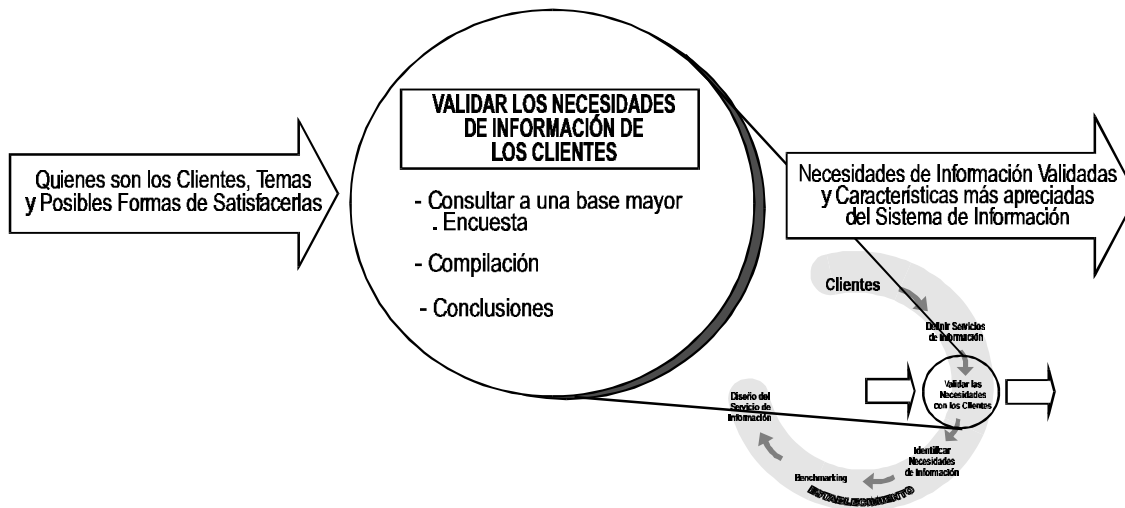 VALIDAR LOS NECESIDADES
DE INFORMACIÓN DE
LOS CLIENTES
Quienes son los Clientes, Temas
y Posibles Formas de Satisfacerlas
- Consultar a una base mayor
. Encuesta
- Compilación
- Conclusiones
Necesidades de Información Validadas
y Características más apreciadas
del Sistema de Información
Clientes
Definir Servicios
de Información
Validar las
Necesidades
con los Clientes
Identificar
Necesidades
de Información
Benchmarking
Diseño del
Servicio de
Información
ESTABLECIMIENTO